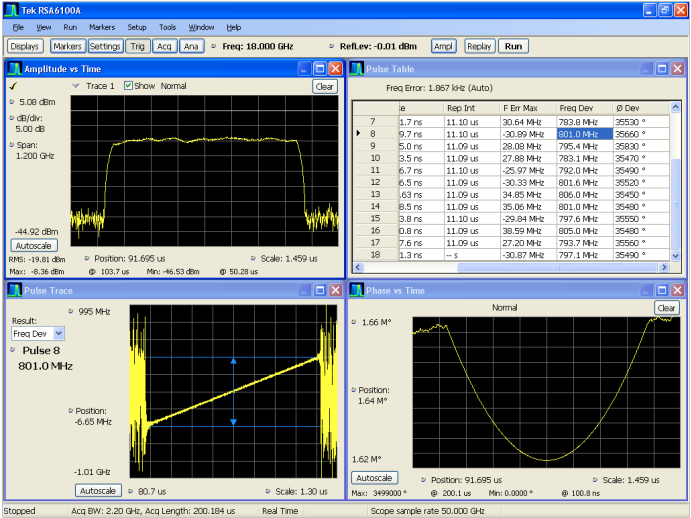 Tek RSA6100A
File View Run Markers Setup Tools Window Help
Displays Markers Settings Trig Acq Ana Freq: 18.000 GHz RefLev: -0.01 dBm Ampl Replay Run
Amplitude vs Time
Trace 1 Show Normal Clear
5.08 dBm
dB/div:
5.00 dB
Span:
1.200 GHz
-44.92 dBm
Autoscale
RMS: -19.81 dBm Position: 91.695 us Scale: 1.459 us
Max: -8.36 dBm @ 103.7 us Min: -46.53 dBm @ 50.28 us
Pulse Table
Freq Error: 1.867 kHz (Auto)
e Rep Int F Err Max Freq Dev Ø Dev
7 1.7 ns 11.10 us 30.64 MHz 783.8 MHz 35530 °
8 9.7 ns 11.10 us -30.89 MHz 801.0 MHz 35660 °
9 5.0 ns 11.09 us 28.08 MHz 795.4 MHz 35830 °
10 3.5 ns 11.09 us 27.88 MHz 783.1 MHz 35470 °
11 6.7 ns 11.10 us -25.97 MHz 792.0 MHz 35490 °
12 6.5 ns 11.09 us -30.33 MHz 801.6 MHz 35520 °
13 .63 ns 11.09 us 34.85 MHz 806.0 MHz 35450 °
14 8.5 ns 11.09 us 35.06 MHz 801.0 MHz 35480 °
15 3.8 ns 11.10 us -29.84 MHz 797.6 MHz 35550 °
16 0.8 ns 11.09 us 38.59 MHz 805.0 MHz 35480 °
17 7.6 ns 11.09 us 27.20 MHz 793.7 MHz 35560 °
18 1.3 ns -- s -30.87 MHz 797.1 MHz 35490 °
Pulse Trace
Result:
Freq Dev
Pulse 8
801.0 MHz
995 MHz
Position:
-6.65 MHz
-1.01 GHz
Autoscale 80.7 us Scale: 1.30 us
Phase vs Time
Normal Clear
1.66 M°
Position:
1.64 M°
1.62 M°
Autoscale Position: 91.695 us Scale: 1.459 us
Max: 3499000 ° @ 200.1 us Min: 0.0000 ° @ 100.8 ns
Stopped Acq BW: 2.20 GHz, Acq Length: 200.184 us Real Time Scope sample rate 50.000 GHz